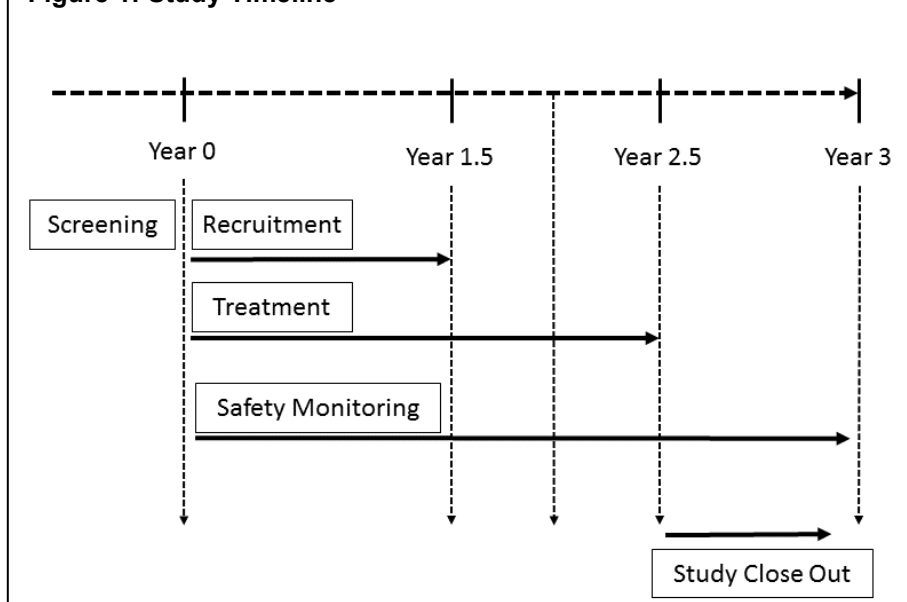 Figure 1. Study Timeline
Year 0
Year 1.5
Year 2.5
Year 3
Screening
Recruitment
Treatment
Safety Monitoring
Study Close Out